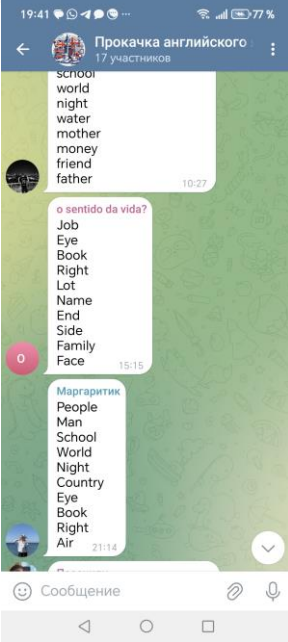 19:41
77 %
Прокачка английского
17 участников
school
world
night
water
mother
money
friend
father
10:27
o sentido da vida?
Job
Eye
Book
Right
Lot
Name
End
Side
Family
Face
15:15
O
Маргаритик
People
Man
School
World
Night
Country
Eye
Book
Right
Air
21:14
Сообщение